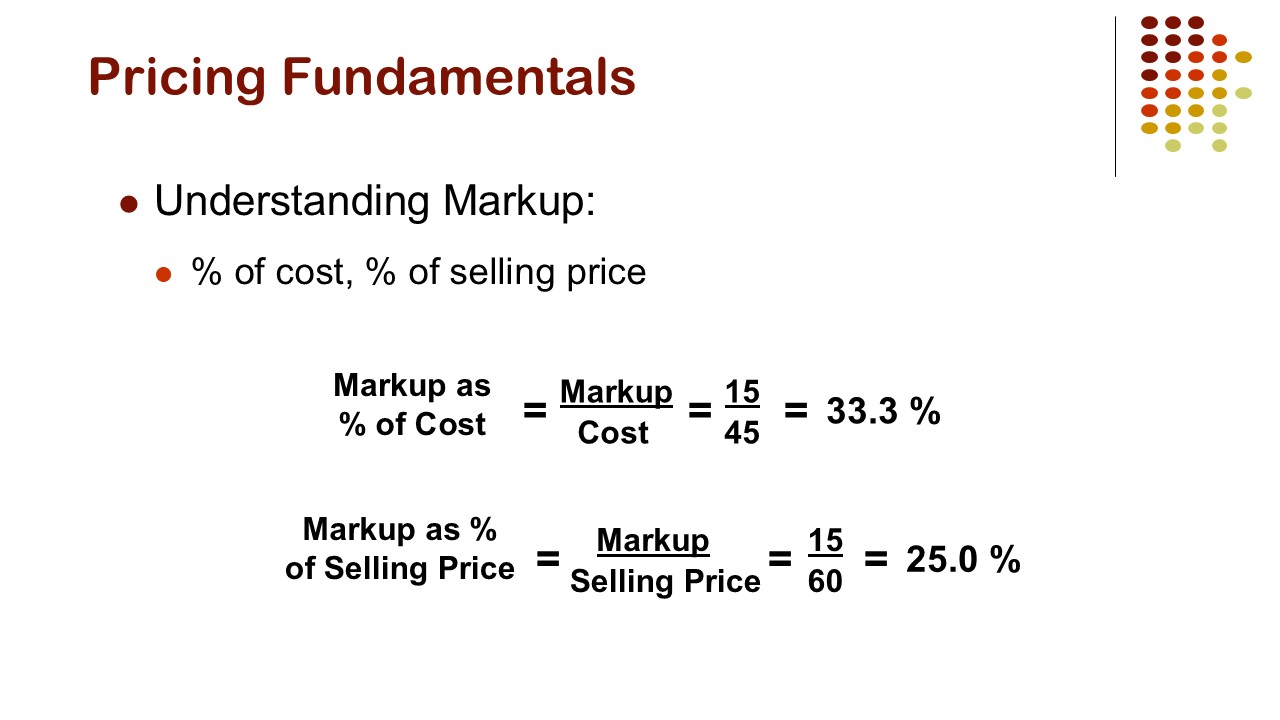 Pricing Fundamentals
Understanding Markup:
% of cost, % of selling price
Markup as
% of Cost
=
Markup
Cost
=
15
45
=
33.3 %
Markup as %
of Selling Price
=
Markup
Selling Price
=
15
60
=
25.0 %